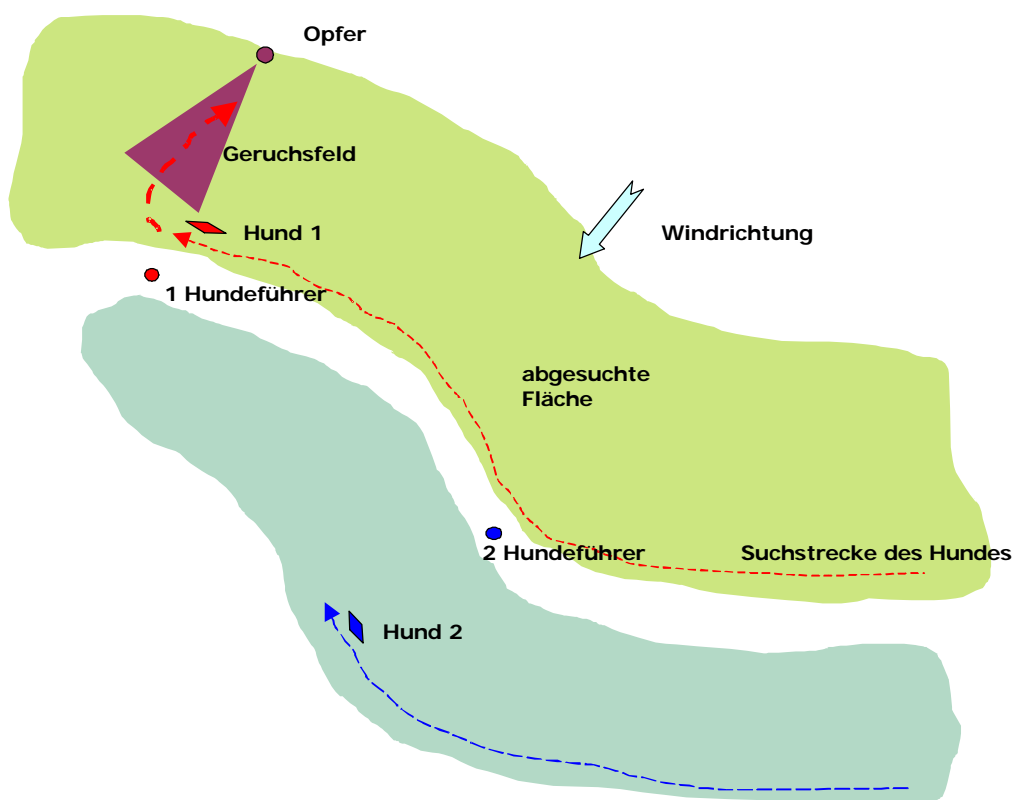 Opfer
Geruchsfeld
Hund 1
Windrichtung
1 Hundeführer
abgesuchte
Fläche
2 Hundeführer
Suchstrecke des Hundes
Hund 2